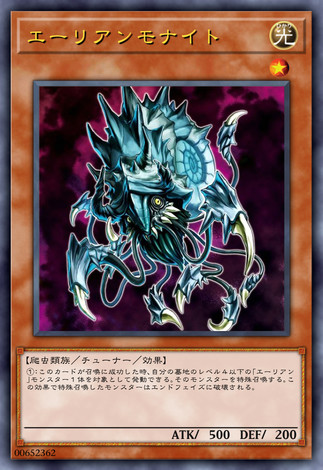 エーリアンモナイト
光
【爬虫類族／チューナー／効果】
①:このカードが召喚に成功した時、自分の墓地のレベル４以下の「エーリアン」
モンスター１体を対象として発動できる。そのモンスターを特殊召喚する。こ
の効果で特殊召喚したモンスターはエンドフェイズに破壊される。
ATK/ 500 DEF/ 200
00652362